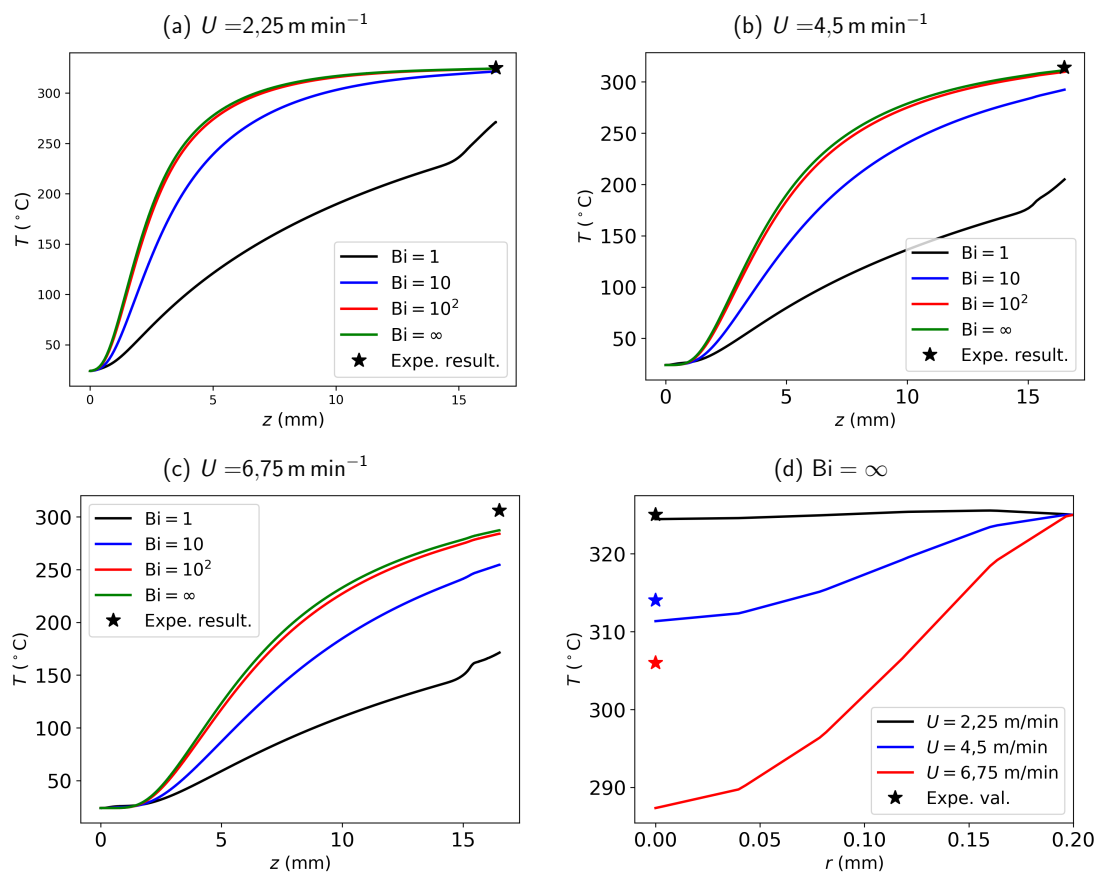 (a) U =2,25 m min⁻¹
T (°C)
300
250
200
150
100
50
0
5
10
15
z (mm)
Bi = 1
Bi = 10
Bi = 10²
Bi = ∞
Expe. result.
(b) U =4,5 m min⁻¹
T (°C)
300
250
200
150
100
50
0
5
10
15
z (mm)
Bi = 1
Bi = 10
Bi = 10²
Bi = ∞
Expe. result.
(c) U =6,75 m min⁻¹
T (°C)
300
250
200
150
100
50
0
5
10
15
z (mm)
Bi = 1
Bi = 10
Bi = 10²
Bi = ∞
Expe. result.
(d) Bi = ∞
T (°C)
320
310
300
290
0.00
0.05
0.10
0.15
0.20
r (mm)
U = 2,25 m/min
U = 4,5 m/min
U = 6,75 m/min
Expe. val.